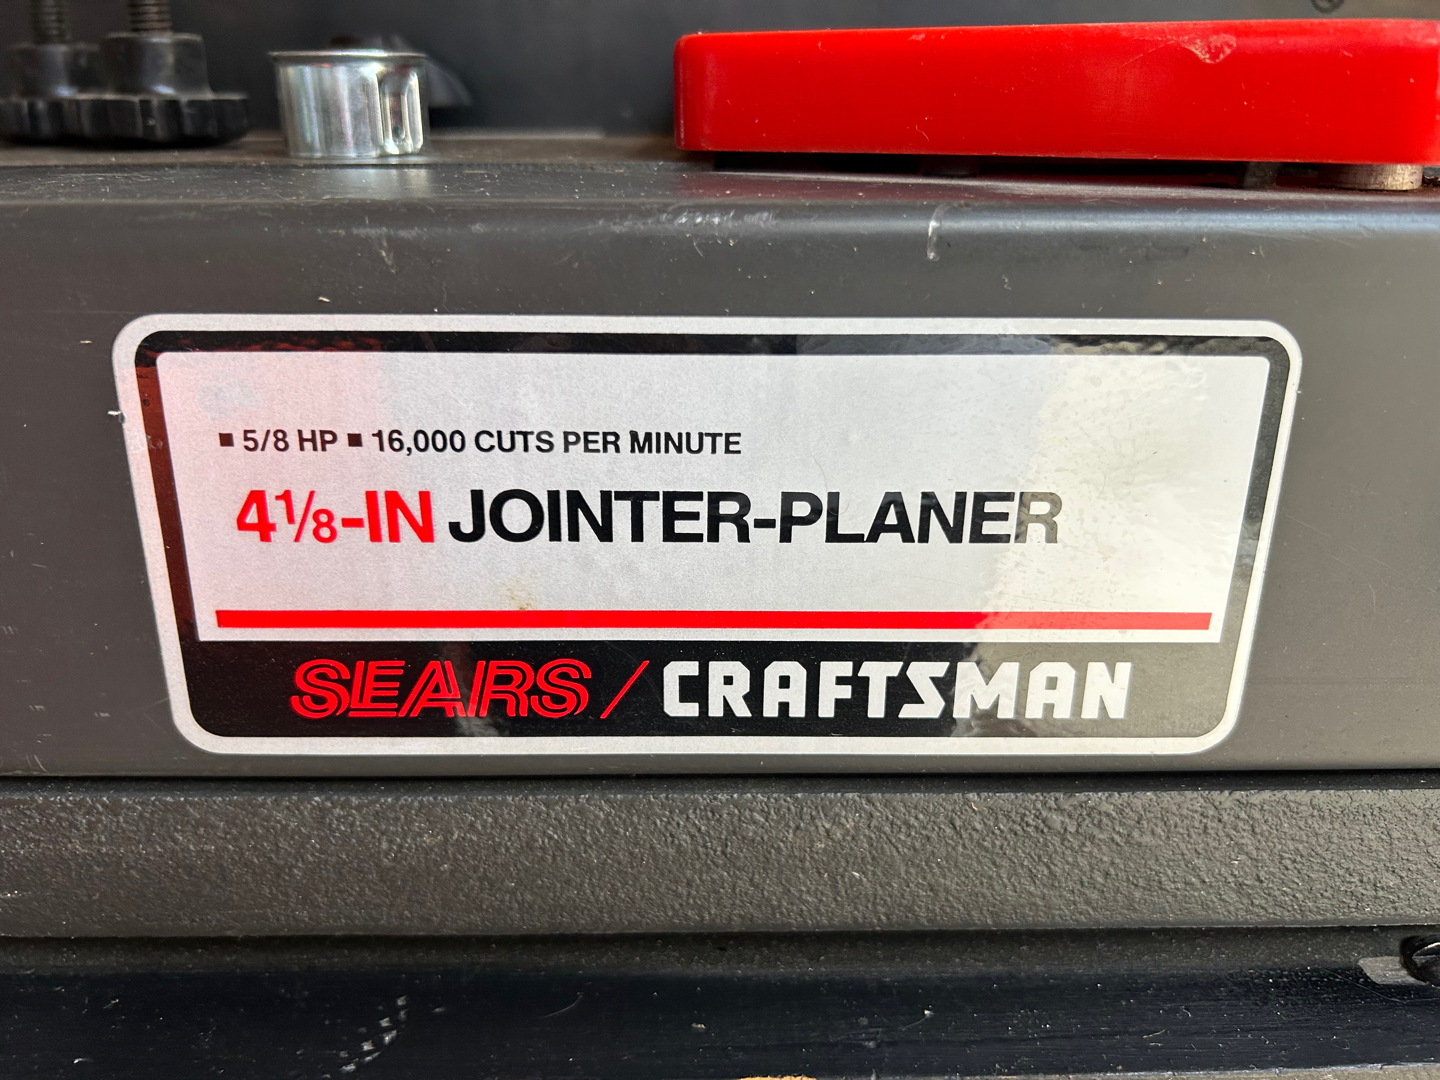 ■ 5/8 HP ■ 16,000 CUTS PER MINUTE
4⅛-IN JOINTER-PLANER
SEARS / CRAFTSMAN